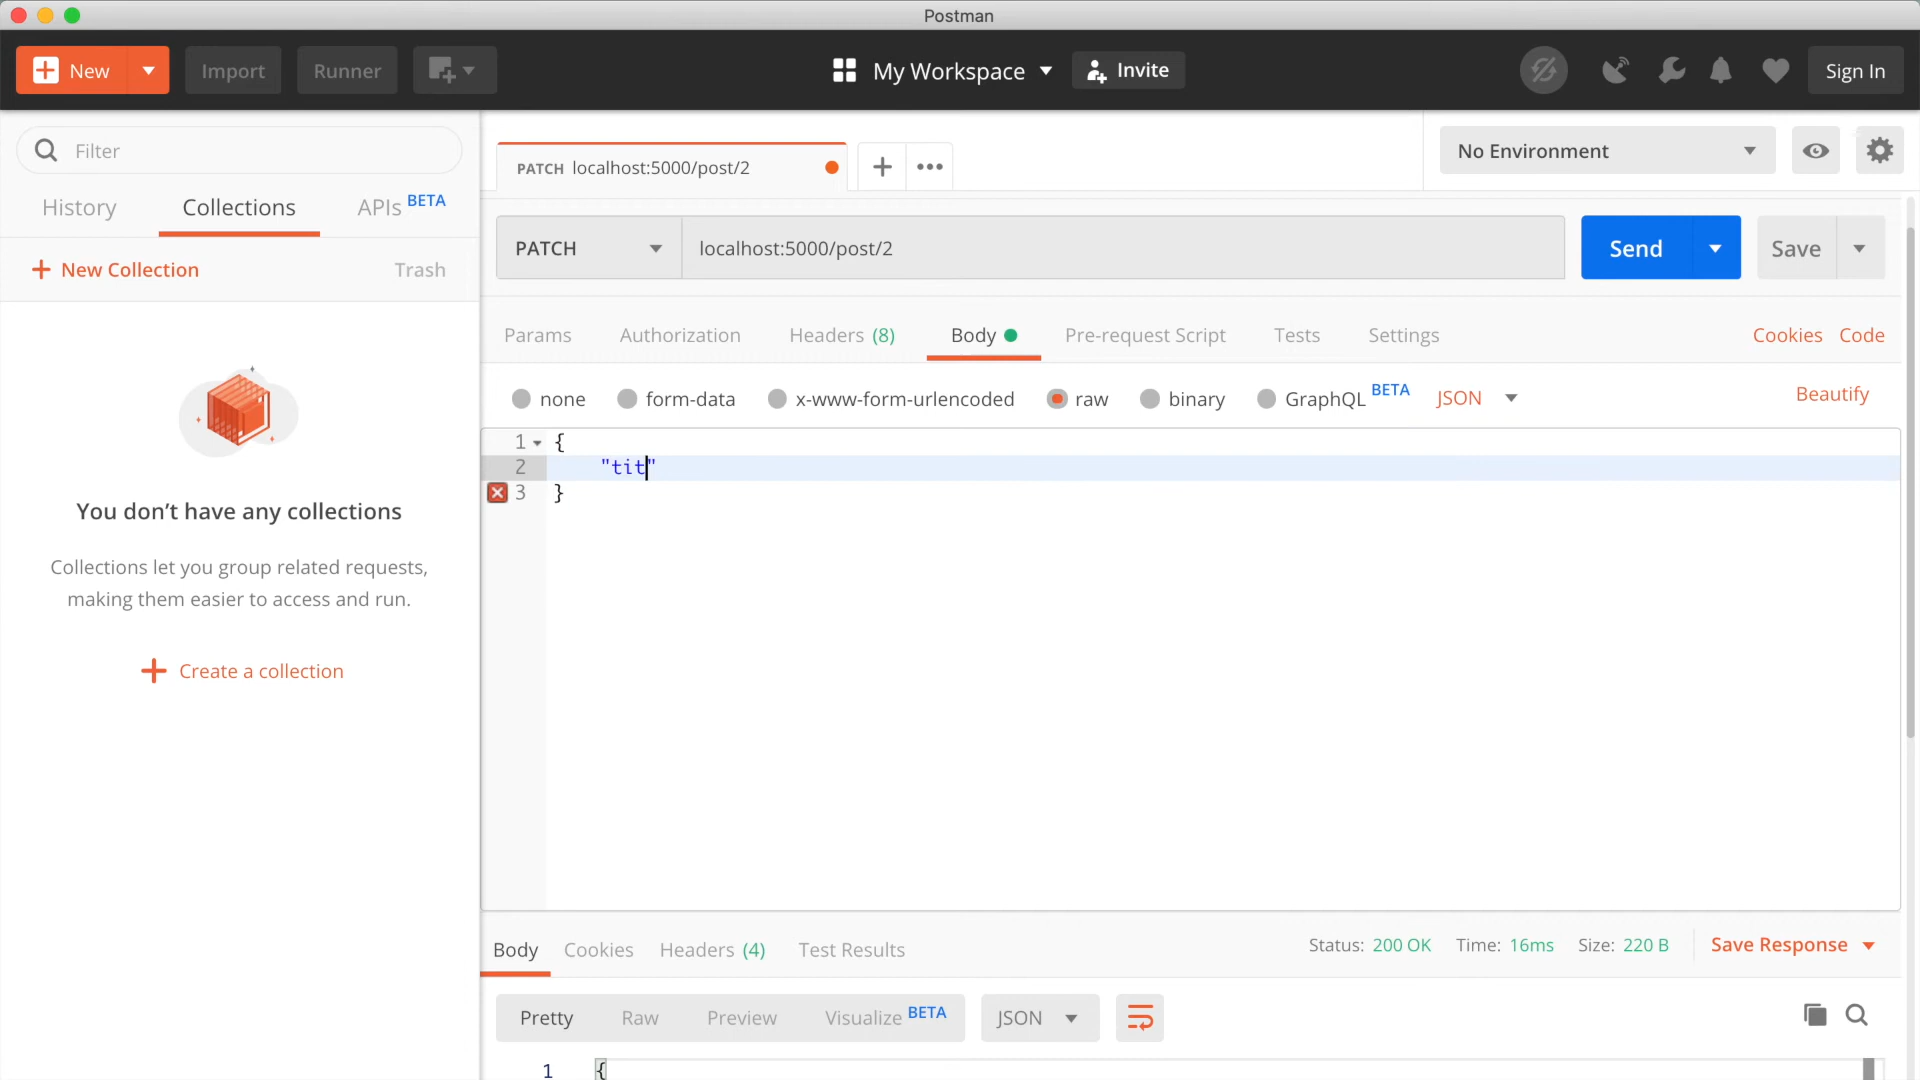 Postman
New
Import
Runner
My Workspace
Invite
Sign In
Filter
History
Collections
APIs BETA
New Collection
Trash
You don’t have any collections
Collections let you group related requests,
making them easier to access and run.
Create a collection
PATCH localhost:5000/post/2
No Environment
PATCH
localhost:5000/post/2
Send
Save
Params
Authorization
Headers (8)
Body
Pre-request Script
Tests
Settings
Cookies
Code
none
form-data
x-www-form-urlencoded
raw
binary
GraphQL BETA
JSON
Beautify
1 {
2 "tit"
3 }
Body
Cookies
Headers (4)
Test Results
Status: 200 OK
Time: 16ms
Size: 220 B
Save Response
Pretty
Raw
Preview
Visualize BETA
JSON
1 {